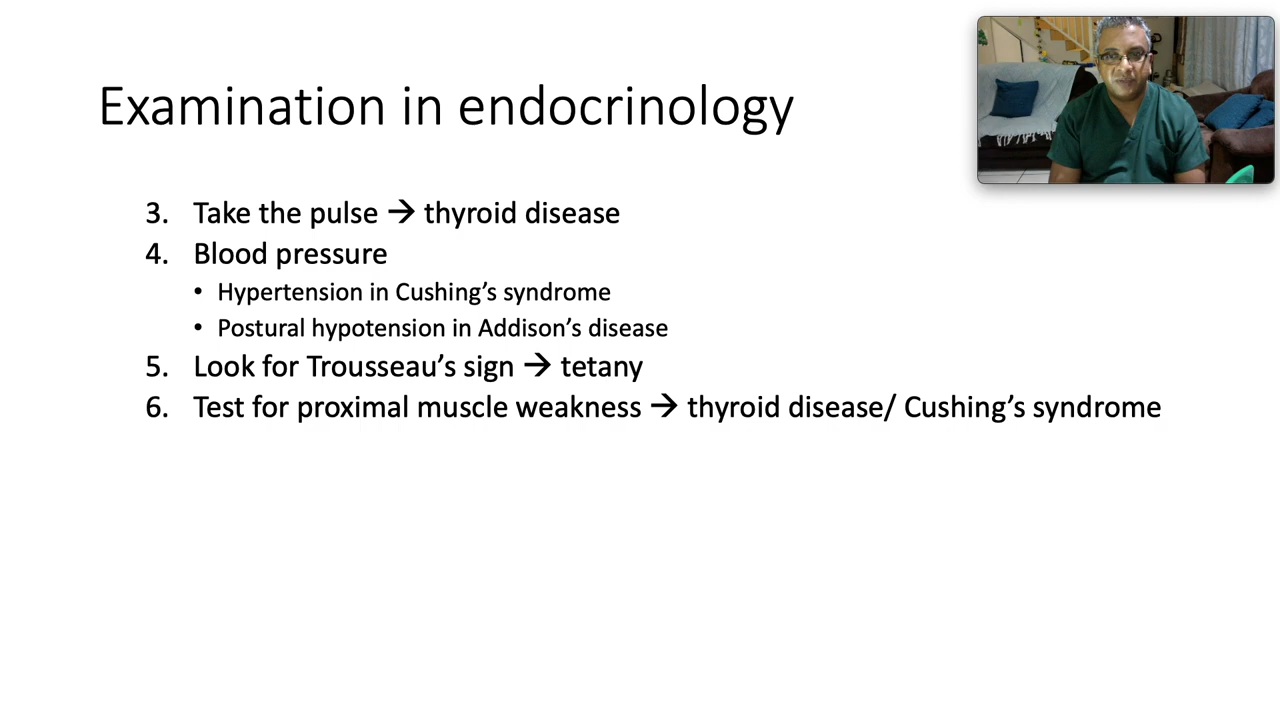 Examination in endocrinology
3. Take the pulse → thyroid disease
4. Blood pressure
• Hypertension in Cushing’s syndrome
• Postural hypotension in Addison’s disease
5. Look for Trousseau’s sign → tetany
6. Test for proximal muscle weakness → thyroid disease/ Cushing’s syndrome